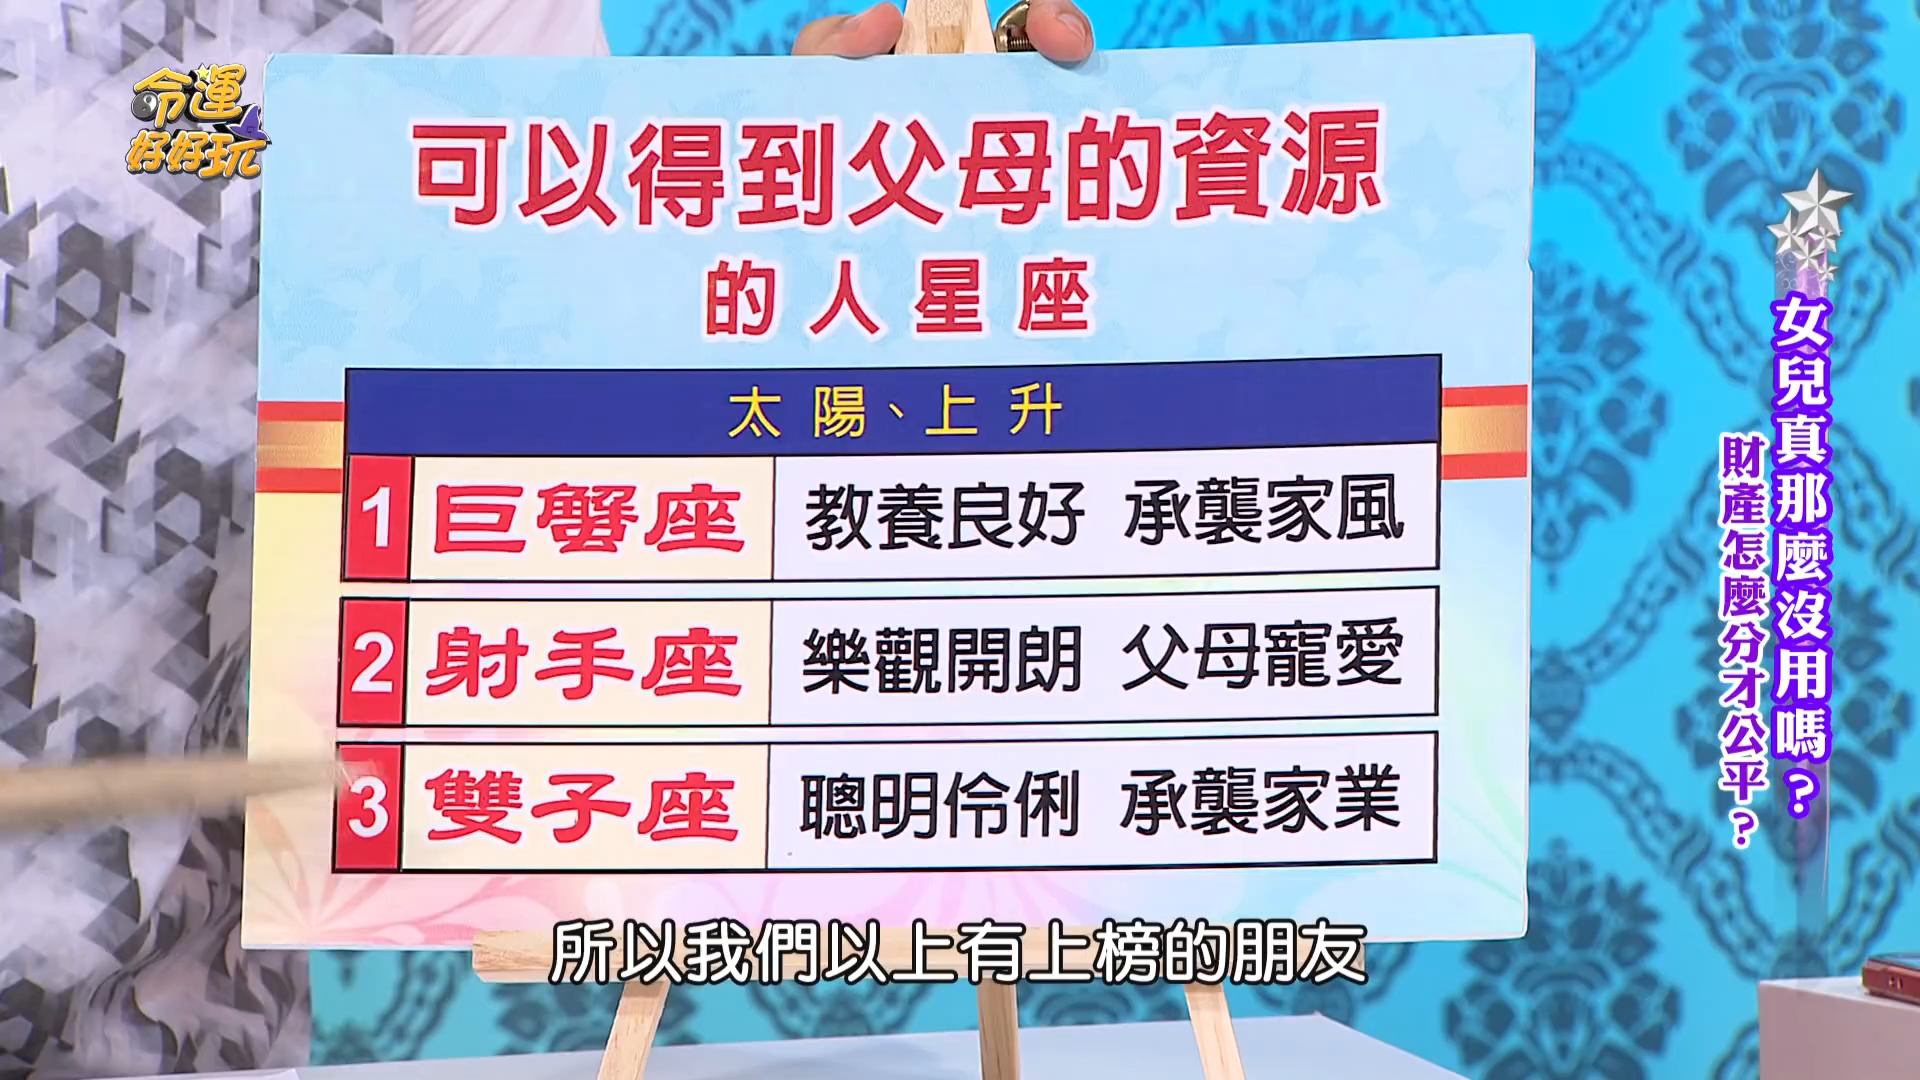 命運
好好玩
可以得到父母的資源
的人星座
太陽、上升
1 巨蟹座 教養良好 承襲家風
2 射手座 樂觀開朗 父母寵愛
3 雙子座 聰明伶俐 承襲家業
女兒真那麼沒用嗎?
財產怎麼分才公平?
所以我們以上有上榜的朋友